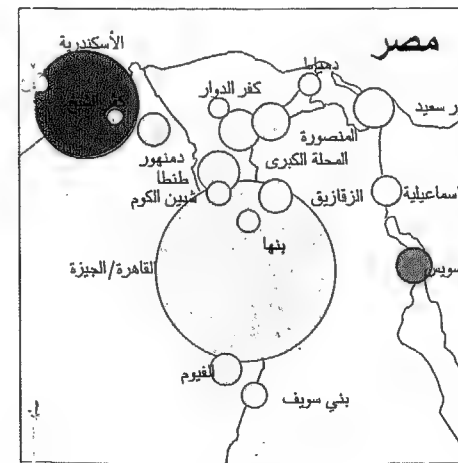 مصر
الأسكندرية
دمياط
كفر الدوار
ر سعيد
دمنهور
المنصورة
المحلة الكبرى
طنطا
شبين الكوم
الزقازيق
سماعيلية
بنها
القاهرة/الجيزة
سويس
الفيوم
بني سويف